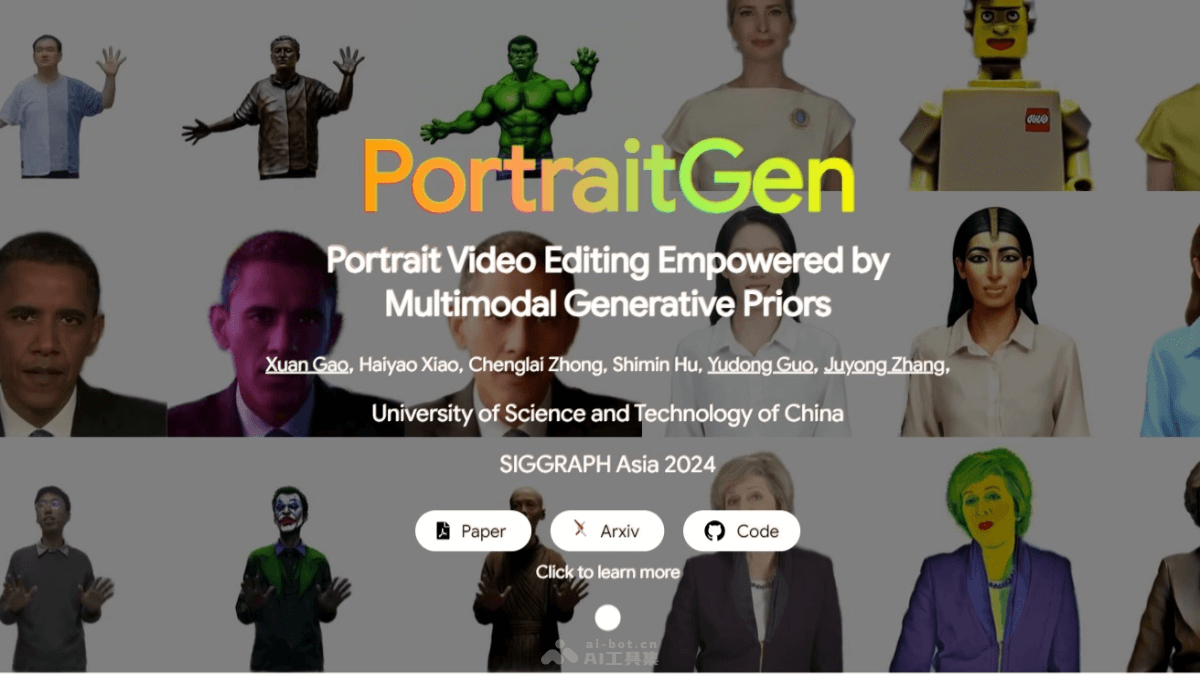 PortraitGen
Portrait Video Editing Empowered by
Multimodal Generative Priors
Xuan Gao, Haiyao Xiao, Chenglai Zhong, Shimin Hu, Yudong Guo, Juyong Zhang,
University of Science and Technology of China
SIGGRAPH Asia 2024
Paper
Arxiv
Code
Click to learn more
ai-bot.cn
AI工具集